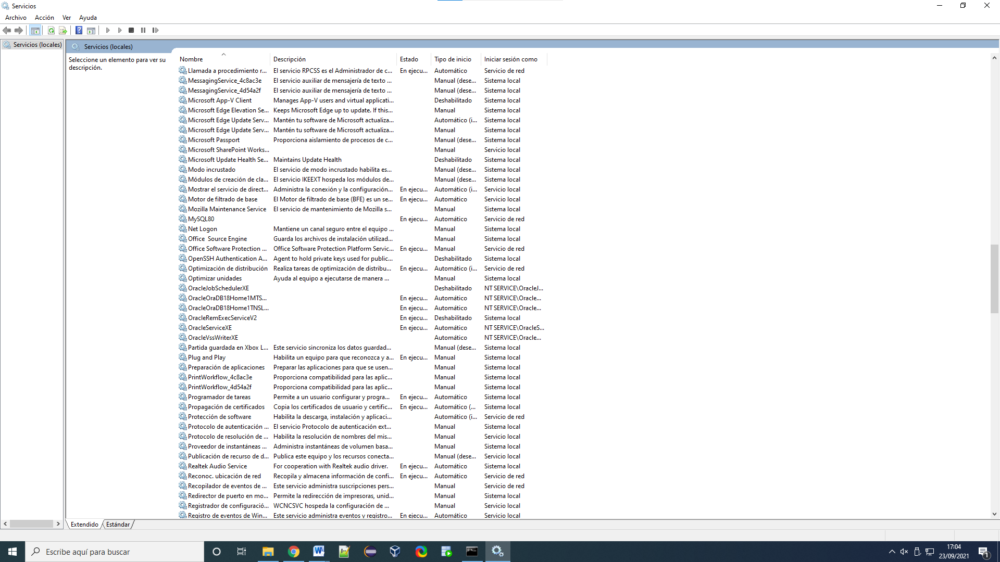 Servicios
Archivo Acción Ver Ayuda
Servicios (locales)
Servicios (locales)
Seleccione un elemento para ver su
descripción.
Nombre Descripción Estado Tipo de inicio Iniciar sesión como
Llamada a procedimiento r... El servicio RPCSS es el Administrador de c... En ejecu... Automático Servicio de red
MessagingService_4c8ac3e El servicio auxiliar de mensajería de texto ... Manual (dese... Sistema local
MessagingService_4d54a2f El servicio auxiliar de mensajería de texto ... Manual (dese... Sistema local
Microsoft App-V Client Manages App-V users and virtual applicati... Deshabilitado Sistema local
Microsoft Edge Elevation Se... Keeps Microsoft Edge up to update. If this... Manual Sistema local
Microsoft Edge Update Serv... Mantén tu software de Microsoft actualiza... Automático (i... Sistema local
Microsoft Edge Update Serv... Mantén tu software de Microsoft actualiza... Manual Sistema local
Microsoft Passport Proporciona aislamiento de procesos de c... Manual (dese... Sistema local
Microsoft SharePoint Works... Manual Servicio local
Microsoft Update Health Se... Maintains Update Health Deshabilitado Sistema local
Modo incrustado El servicio de modo incrustado habilita es... Manual (dese... Sistema local
Módulos de creación de cla... El servicio IKEEXT hospeda los módulos de... Manual (dese... Sistema local
Mostrar el servicio de direct... Administra la conexión y la configuración... En ejecu... Automático (i... Servicio local
Motor de filtrado de base El Motor de filtrado de base (BFE) es un se... En ejecu... Automático Servicio local
Mozilla Maintenance Service El servicio de mantenimiento de Mozilla s... Manual Sistema local
MySQL80 En ejecu... Automático Servicio de red
Net Logon Mantiene un canal seguro entre el equipo ... Manual Sistema local
Office Source Engine Guarda los archivos de instalación utilizad... Manual Sistema local
Office Software Protection ... Office Software Protection Platform Servic... En ejecu... Manual Servicio de red
OpenSSH Authentication A... Agent to hold private keys used for public... Deshabilitado Sistema local
Optimización de distribución Realiza tareas de optimización de distribu... En ejecu... Automático (i... Servicio de red
Optimizar unidades Ayuda al equipo a ejecutarse de manera ... Manual Sistema local
OracleJobSchedulerXE Deshabilitado NT SERVICE\OracleJ...
OracleOraDB18Home1MTS... En ejecu... Automático NT SERVICE\Oracle...
OracleOraDB18Home1TNSL... En ejecu... Automático NT SERVICE\Oracle...
OracleRemExecServiceV2 En ejecu... Deshabilitado Sistema local
OracleServiceXE En ejecu... Automático NT SERVICE\OracleS...
OracleVssWriterXE Automático NT SERVICE\Oracle...
Partida guardada en Xbox L... Este servicio sincroniza los datos guardad... Manual (dese... Sistema local
Plug and Play Habilita un equipo para que reconozca y a... En ejecu... Manual Sistema local
Preparación de aplicaciones Preparar las aplicaciones para que se usen... Manual Sistema local
PrintWorkflow_4c8ac3e Proporciona compatibilidad para las aplic... Manual Sistema local
PrintWorkflow_4d54a2f Proporciona compatibilidad para las aplic... Manual Sistema local
Programador de tareas Permite a un usuario configurar y progra... En ejecu... Automático Sistema local
Propagación de certificados Copia los certificados de usuario y certific... En ejecu... Automático (... Sistema local
Protección de software Habilita la descarga, instalación y aplicaci... Automático (i... Servicio de red
Protocolo de autenticación ... El servicio Protocolo de autenticación ext... Manual Sistema local
Protocolo de resolución de ... Habilita la resolución de nombres del mis... Manual Servicio local
Proveedor de instantáneas ... Administra instantáneas de volumen basa... Manual Sistema local
Publicación de recurso de d... Publica este equipo y los recursos conecta... Manual (dese... Servicio local
Realtek Audio Service For cooperation with Realtek audio driver. En ejecu... Automático Sistema local
Reconoc. ubicación de red Recopila y almacena información de confi... En ejecu... Automático Servicio de red
Recopilador de eventos de ... Este servicio administra suscripciones pers... Manual Servicio de red
Redirector de puerto en mo... Permite la redirección de impresoras, unid... Manual Sistema local
Registrador de configuració... WCNCSVC hospeda la configuración de ... Manual Servicio local
Registro de eventos de Win... Este servicio administra eventos y registro... En ejecu... Automático Servicio local
Extendido Estándar
Escribe aquí para buscar
17:04
23/09/2021
1